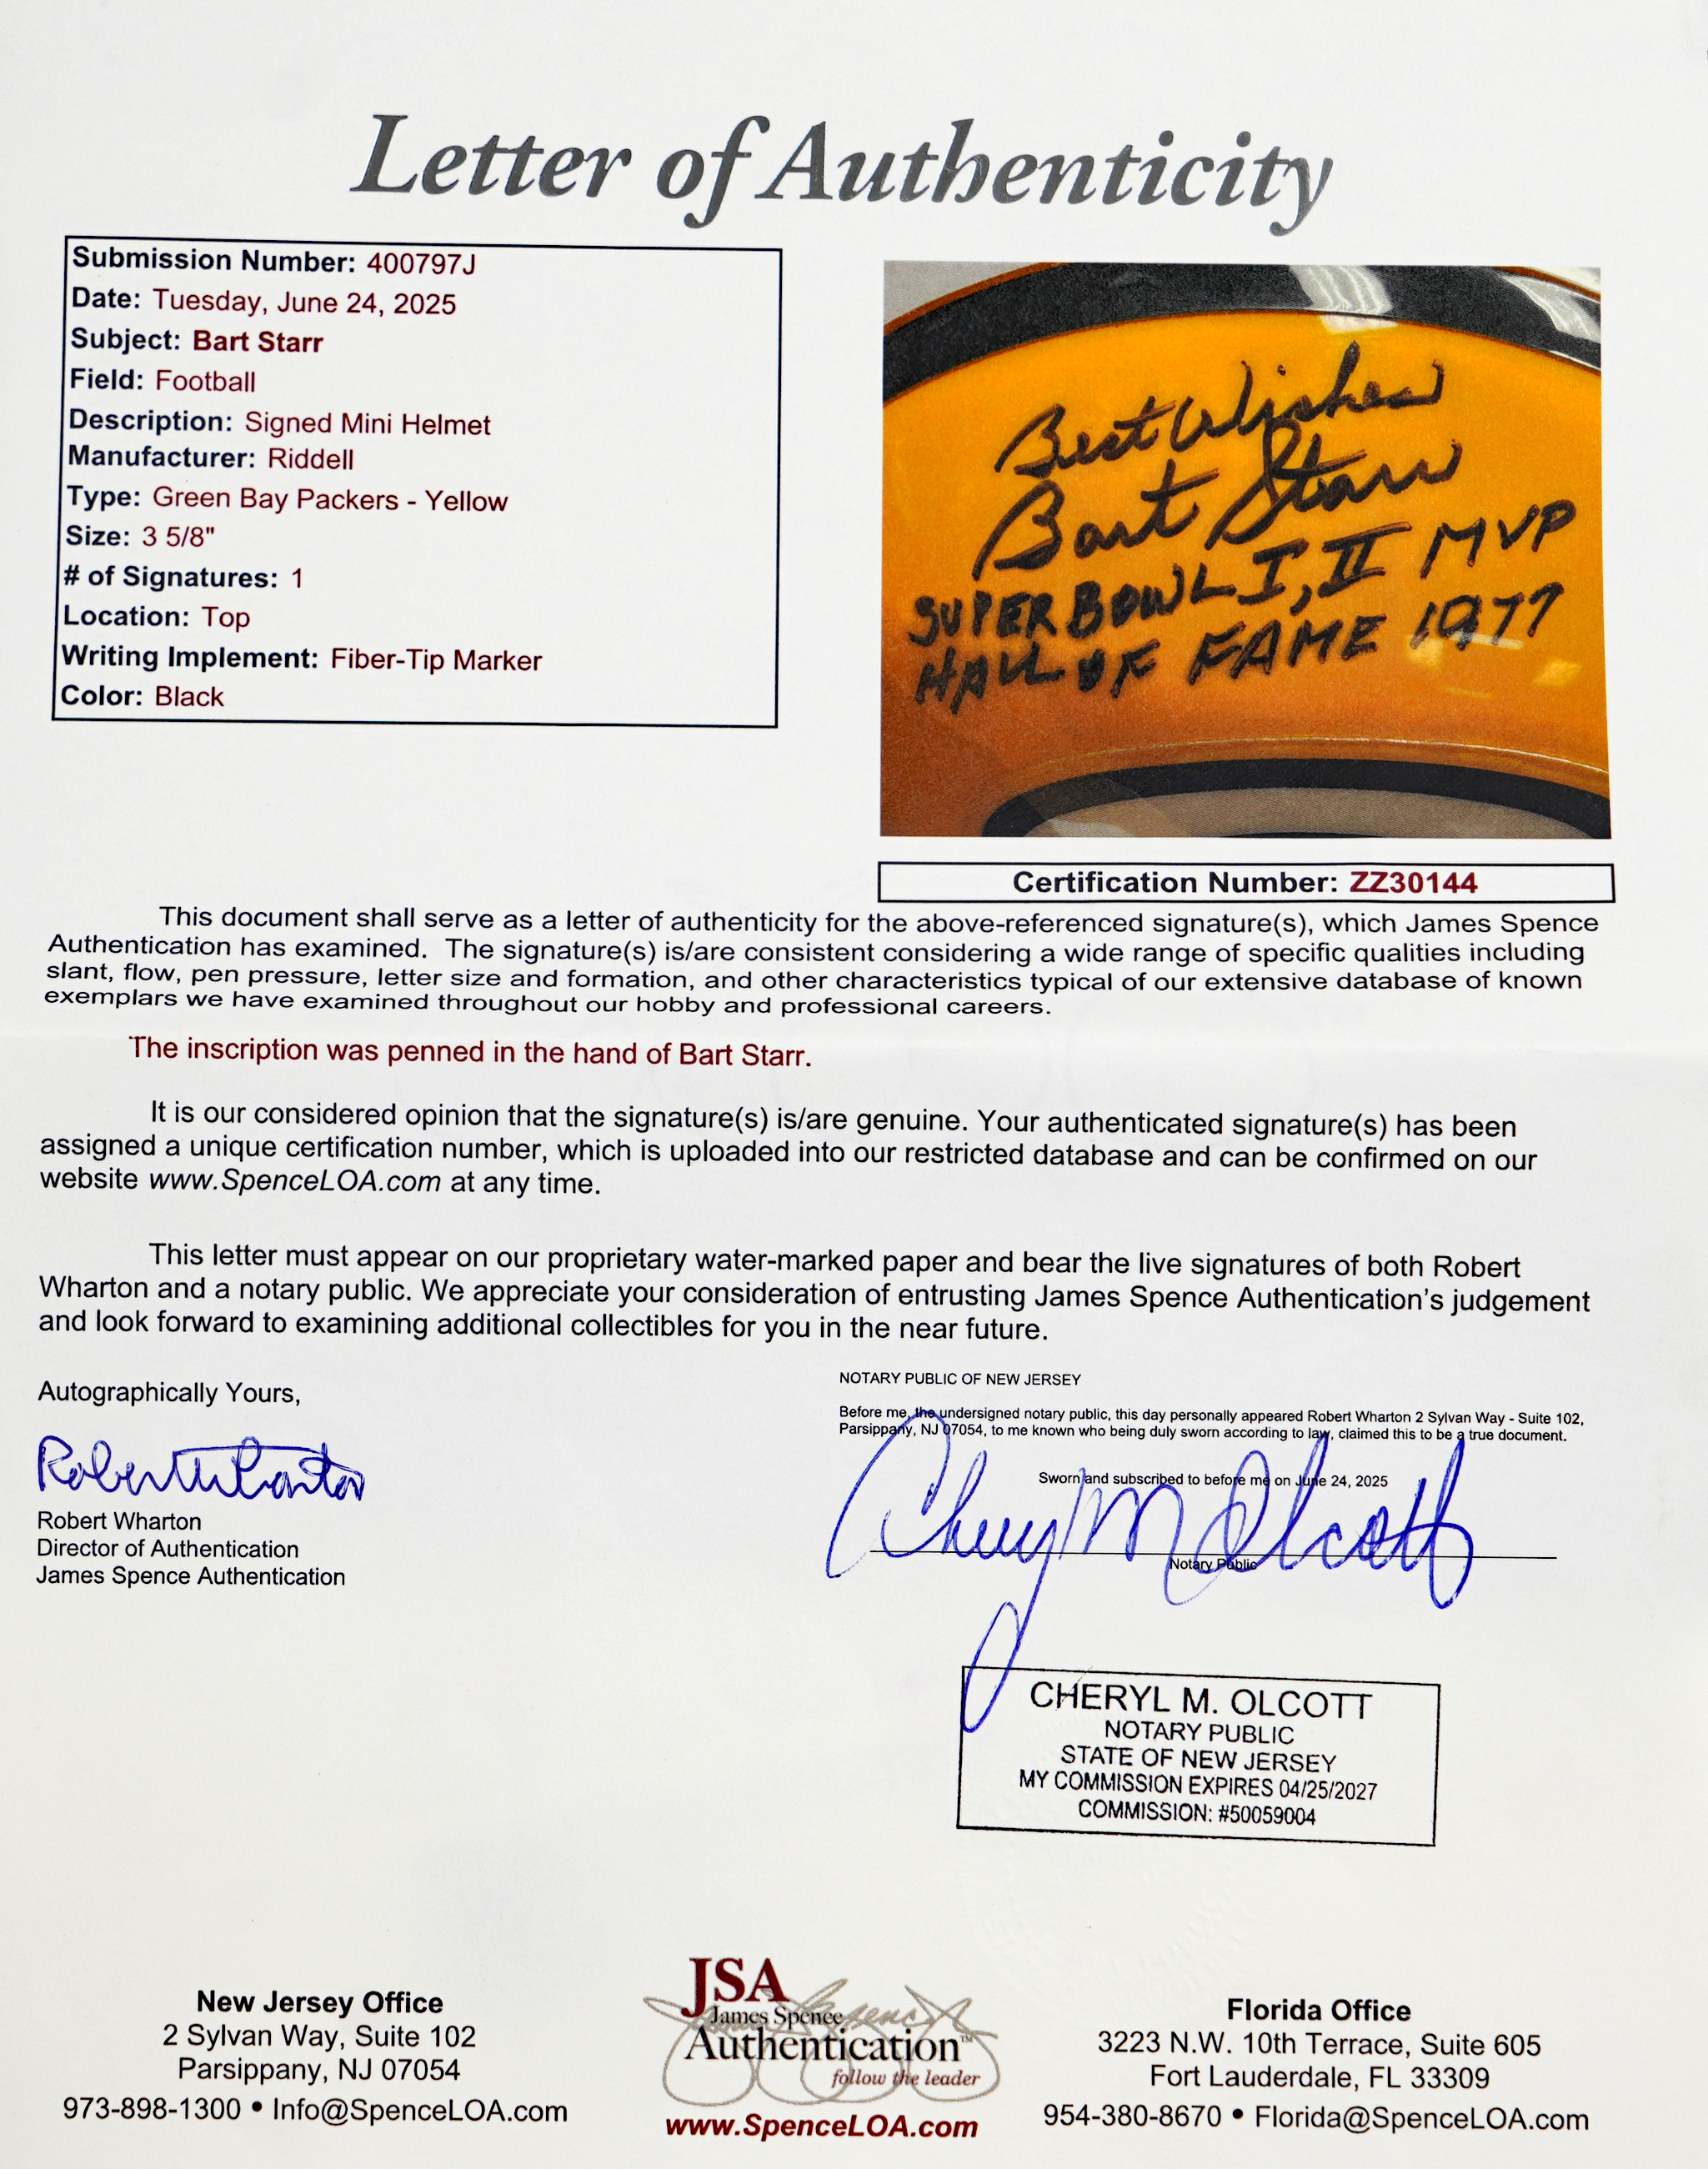 Letter of Authenticity
Submission Number: 400797J
Date: Tuesday, June 24, 2025
Subject: Bart Starr
Field: Football
Description: Signed Mini Helmet
Manufacturer: Riddell
Type: Green Bay Packers - Yellow
Size: 3 5/8"
# of Signatures: 1
Location: Top
Writing Implement: Fiber-Tip Marker
Color: Black
Best Wishes
Bart Starr
SUPER BOWL I, II MVP
HALL OF FAME 1977
Certification Number: ZZ30144
This document shall serve as a letter of authenticity for the above-referenced signature(s), which James Spence
Authentication has examined. The signature(s) is/are consistent considering a wide range of specific qualities including
slant, flow, pen pressure, letter size and formation, and other characteristics typical of our extensive database of known
exemplars we have examined throughout our hobby and professional careers.
The inscription was penned in the hand of Bart Starr.
It is our considered opinion that the signature(s) is/are genuine. Your authenticated signature(s) has been
assigned a unique certification number, which is uploaded into our restricted database and can be confirmed on our
website www.SpenceLOA.com at any time.
This letter must appear on our proprietary water-marked paper and bear the live signatures of both Robert
Wharton and a notary public. We appreciate your consideration of entrusting James Spence Authentication's judgement
and look forward to examining additional collectibles for you in the near future.
Autographically Yours,
Robert Wharton
Robert Wharton
Director of Authentication
James Spence Authentication
NOTARY PUBLIC OF NEW JERSEY
Before me, the undersigned notary public, this day personally appeared Robert Wharton 2 Sylvan Way - Suite 102,
Parsippany, NJ 07054, to me known who being duly sworn according to law, claimed this to be a true document.
Sworn and subscribed to before me on June 24, 2025
Cheryl M Olcott
Notary Public
CHERYL M. OLCOTT
NOTARY PUBLIC
STATE OF NEW JERSEY
MY COMMISSION EXPIRES 04/25/2027
COMMISSION: #50059004
New Jersey Office
2 Sylvan Way, Suite 102
Parsippany, NJ 07054
973-898-1300 • Info@SpenceLOA.com
JSA
James Spence
Authentication™
follow the leader
www.SpenceLOA.com
Florida Office
3223 N.W. 10th Terrace, Suite 605
Fort Lauderdale, FL 33309
954-380-8670 • Florida@SpenceLOA.com